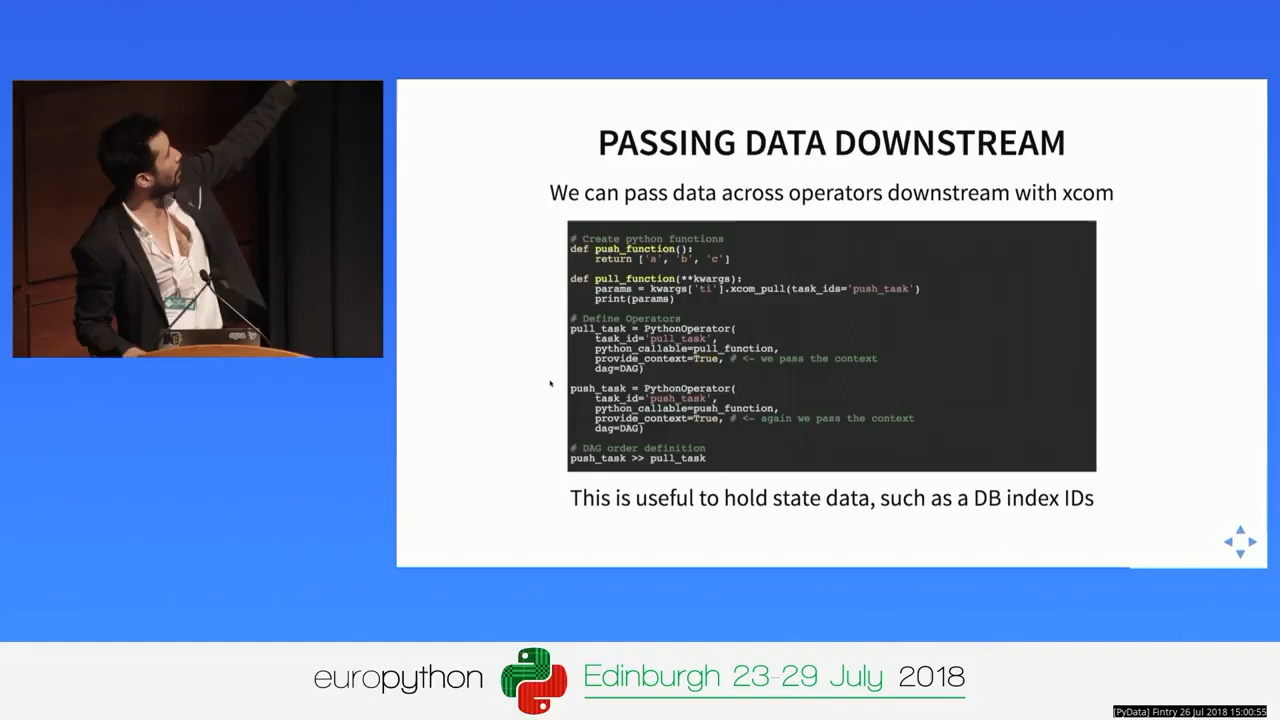 PASSING DATA DOWNSTREAM
We can pass data across operators downstream with xcom
# Create python functions
def push_function():
    return ['a', 'b', 'c']
def pull_function(**kwargs):
    params = kwargs['ti'].xcom_pull(task_ids='push_task')
    print(params)
# Define Operators
pull_task = PythonOperator(
    task_id='pull_task',
    python_callable=pull_function,
    provide_context=True, # <- we pass the context
    dag=DAG)
push_task = PythonOperator(
    task_id='push_task',
    python_callable=push_function,
    provide_context=True, # <- again we pass the context
    dag=DAG)
# DAG order definition
push_task >> pull_task
This is useful to hold state data, such as a DB index IDs
europython
Edinburgh 23-29 July 2018
[PyData] Fintry 26 Jul 2018 15:00:55